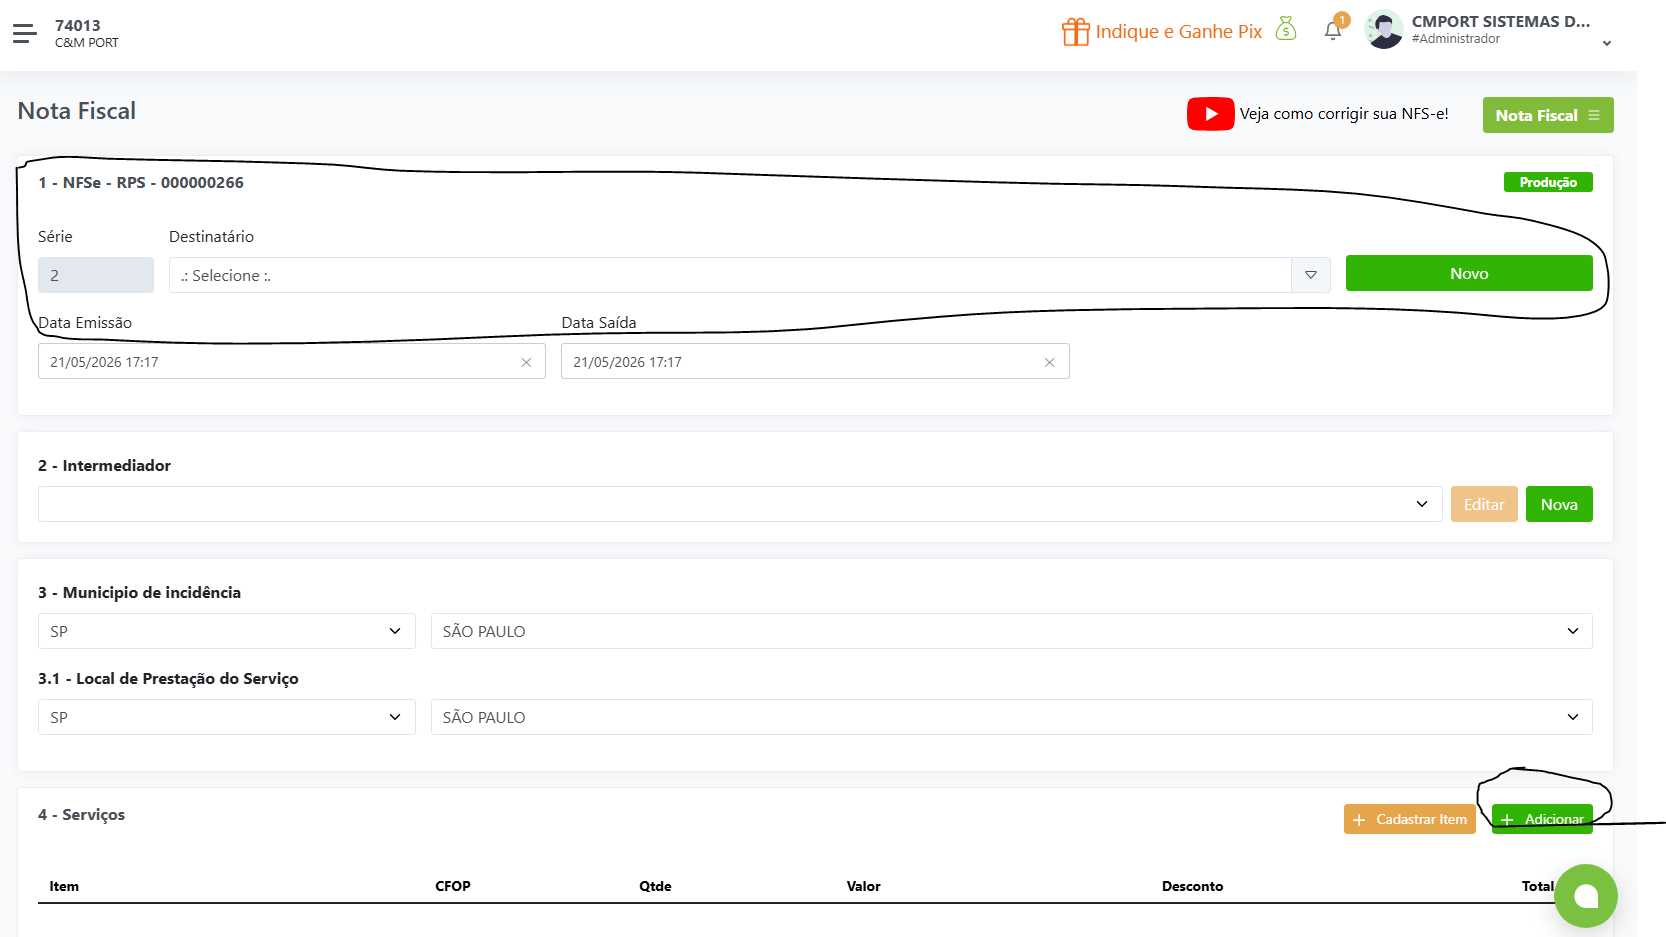 74013
C&M PORT
Indique e Ganhe Pix
$
1
CMPORT SISTEMAS D...
#Administrador
Nota Fiscal
Veja como corrigir sua NFS-e!
Nota Fiscal
1 - NFSe - RPS - 000000266
Produção
Série
Destinatário
2
.: Selecione :.
Novo
Data Emissão
Data Saída
21/05/2026 17:17
21/05/2026 17:17
2 - Intermediador
Editar
Nova
3 - Municipio de incidência
SP
SÃO PAULO
3.1 - Local de Prestação do Serviço
SP
SÃO PAULO
4 - Serviços
+ Cadastrar Item
+ Adicionar
Item
CFOP
Qtde
Valor
Desconto
Total